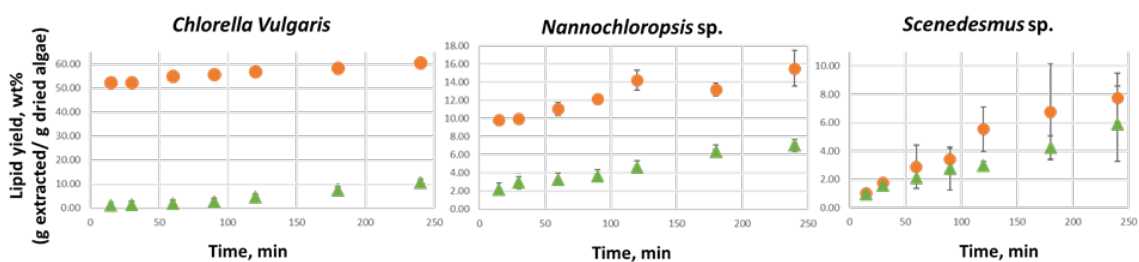 Chlorella Vulgaris
Nannochloropsis sp.
Scenedesmus sp.
Lipid yield, wt%
(g extracted/ g dried algae)
60.00
50.00
40.00
30.00
20.00
10.00
0.00
0 50 100 150 200 250
Time, min
18.00
16.00
14.00
12.00
10.00
8.00
6.00
4.00
2.00
0.00
0 50 100 150 200 250
Time, min
10.00
8.00
6.00
4.00
2.00
0.00
0 50 100 150 200 250
Time, min